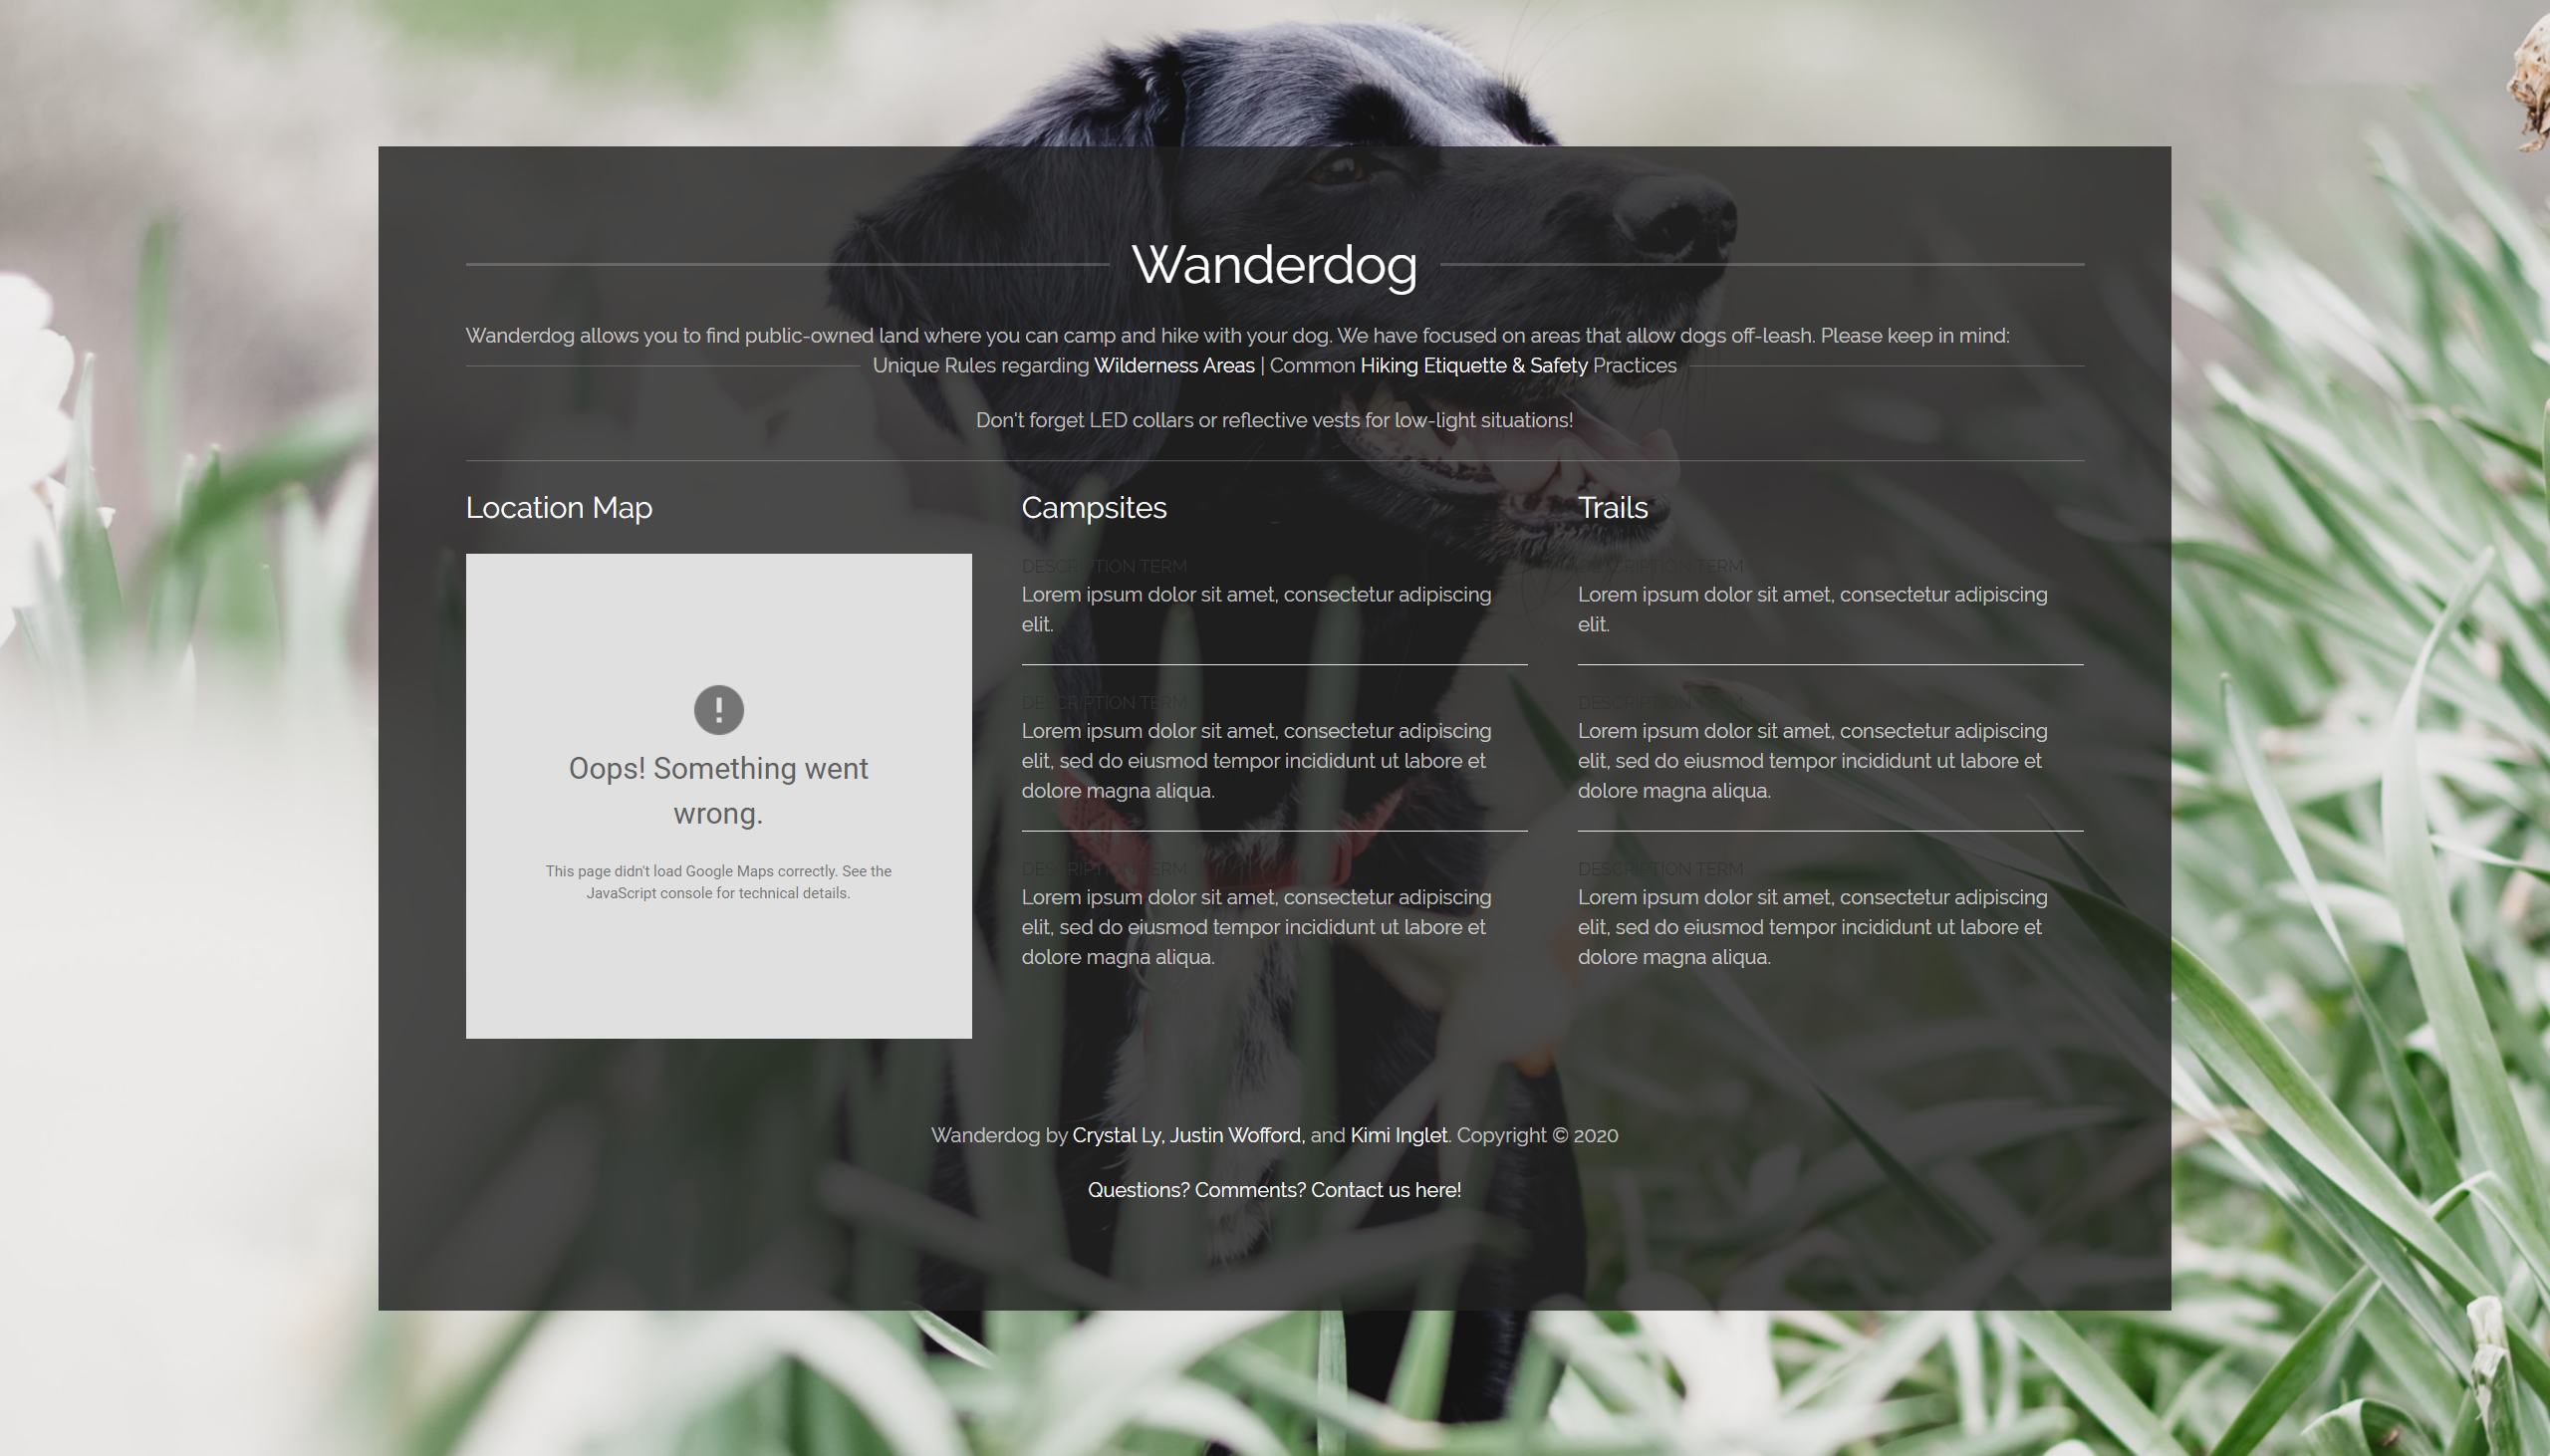 Wanderdog
Wanderdog allows you to find public-owned land where you can camp and hike with your dog. We have focused on areas that allow dogs off-leash. Please keep in mind:
Unique Rules regarding Wilderness Areas | Common Hiking Etiquette & Safety Practices
Don't forget LED collars or reflective vests for low-light situations!
Location Map
Oops! Something went
wrong.
This page didn't load Google Maps correctly. See the
JavaScript console for technical details.
Campsites
DESCRIPTION TERM
Lorem ipsum dolor sit amet, consectetur adipiscing
elit.
DESCRIPTION TERM
Lorem ipsum dolor sit amet, consectetur adipiscing
elit, sed do eiusmod tempor incididunt ut labore et
dolore magna aliqua.
DESCRIPTION TERM
Lorem ipsum dolor sit amet, consectetur adipiscing
elit, sed do eiusmod tempor incididunt ut labore et
dolore magna aliqua.
Trails
DESCRIPTION TERM
Lorem ipsum dolor sit amet, consectetur adipiscing
elit.
DESCRIPTION TERM
Lorem ipsum dolor sit amet, consectetur adipiscing
elit, sed do eiusmod tempor incididunt ut labore et
dolore magna aliqua.
DESCRIPTION TERM
Lorem ipsum dolor sit amet, consectetur adipiscing
elit, sed do eiusmod tempor incididunt ut labore et
dolore magna aliqua.
Wanderdog by Crystal Ly, Justin Wofford, and Kimi Inglet. Copyright © 2020
Questions? Comments? Contact us here!